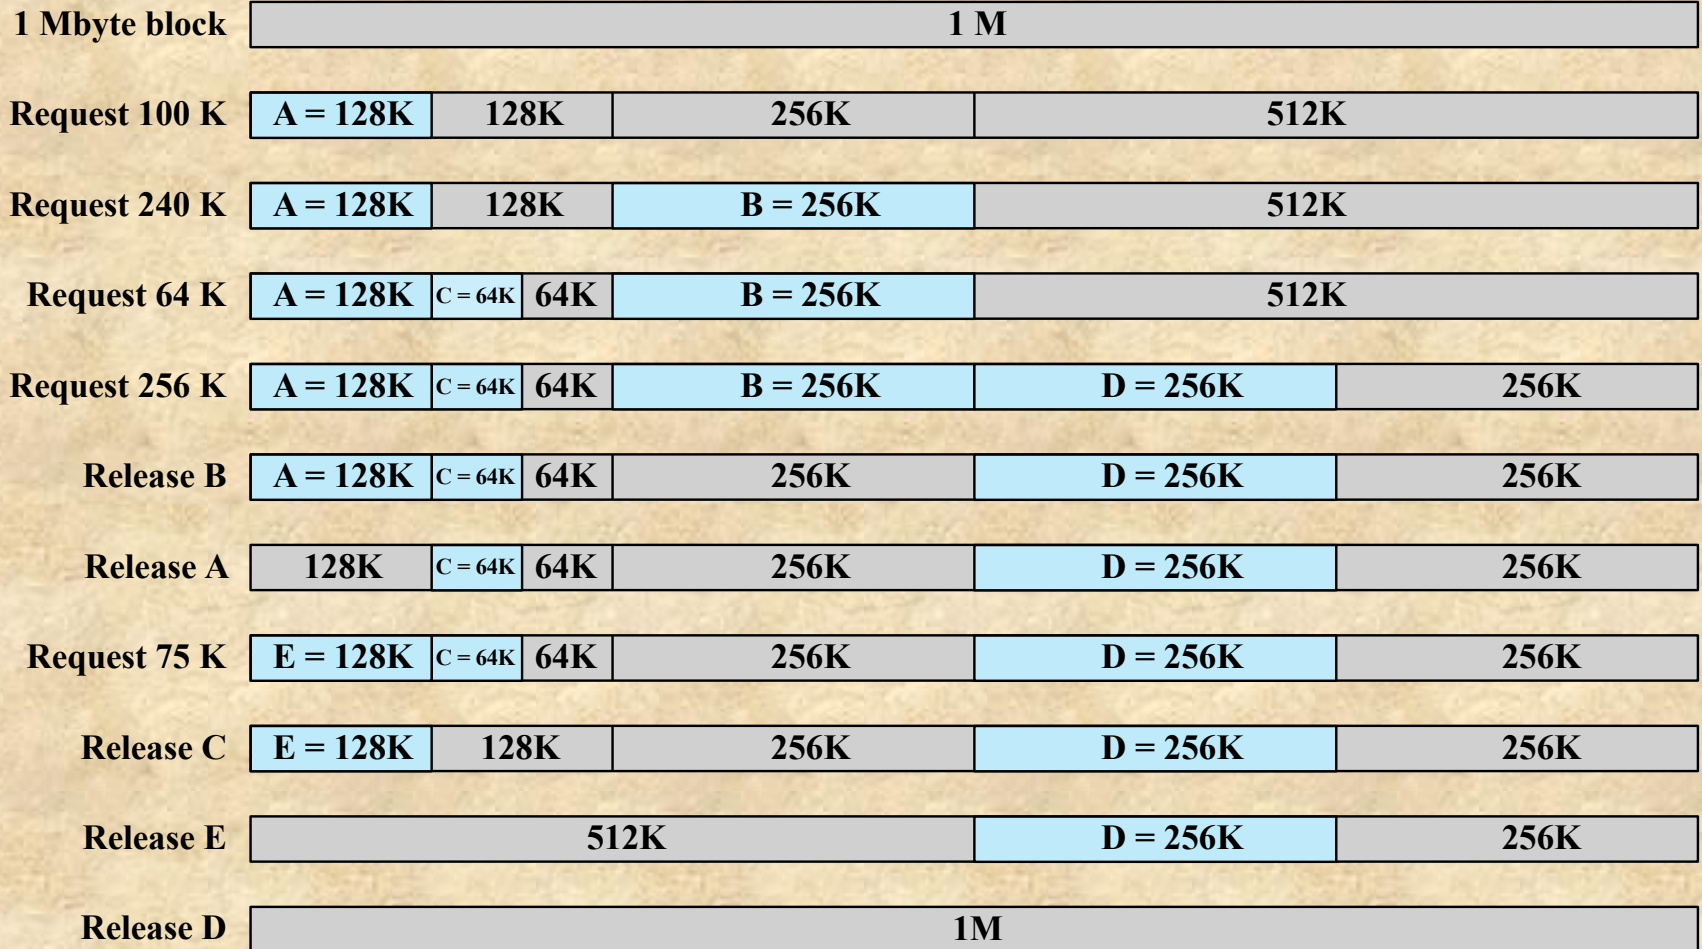 1 Mbyte block 1 M
Request 100 K A = 128K 128K 256K 512K
Request 240 K A = 128K 128K B = 256K 512K
Request 64 K A = 128K C = 64K 64K B = 256K 512K
Request 256 K A = 128K C = 64K 64K B = 256K D = 256K 256K
Release B A = 128K C = 64K 64K 256K D = 256K 256K
Release A 128K C = 64K 64K 256K D = 256K 256K
Request 75 K E = 128K C = 64K 64K 256K D = 256K 256K
Release C E = 128K 128K 256K D = 256K 256K
Release E 512K D = 256K 256K
Release D 1M